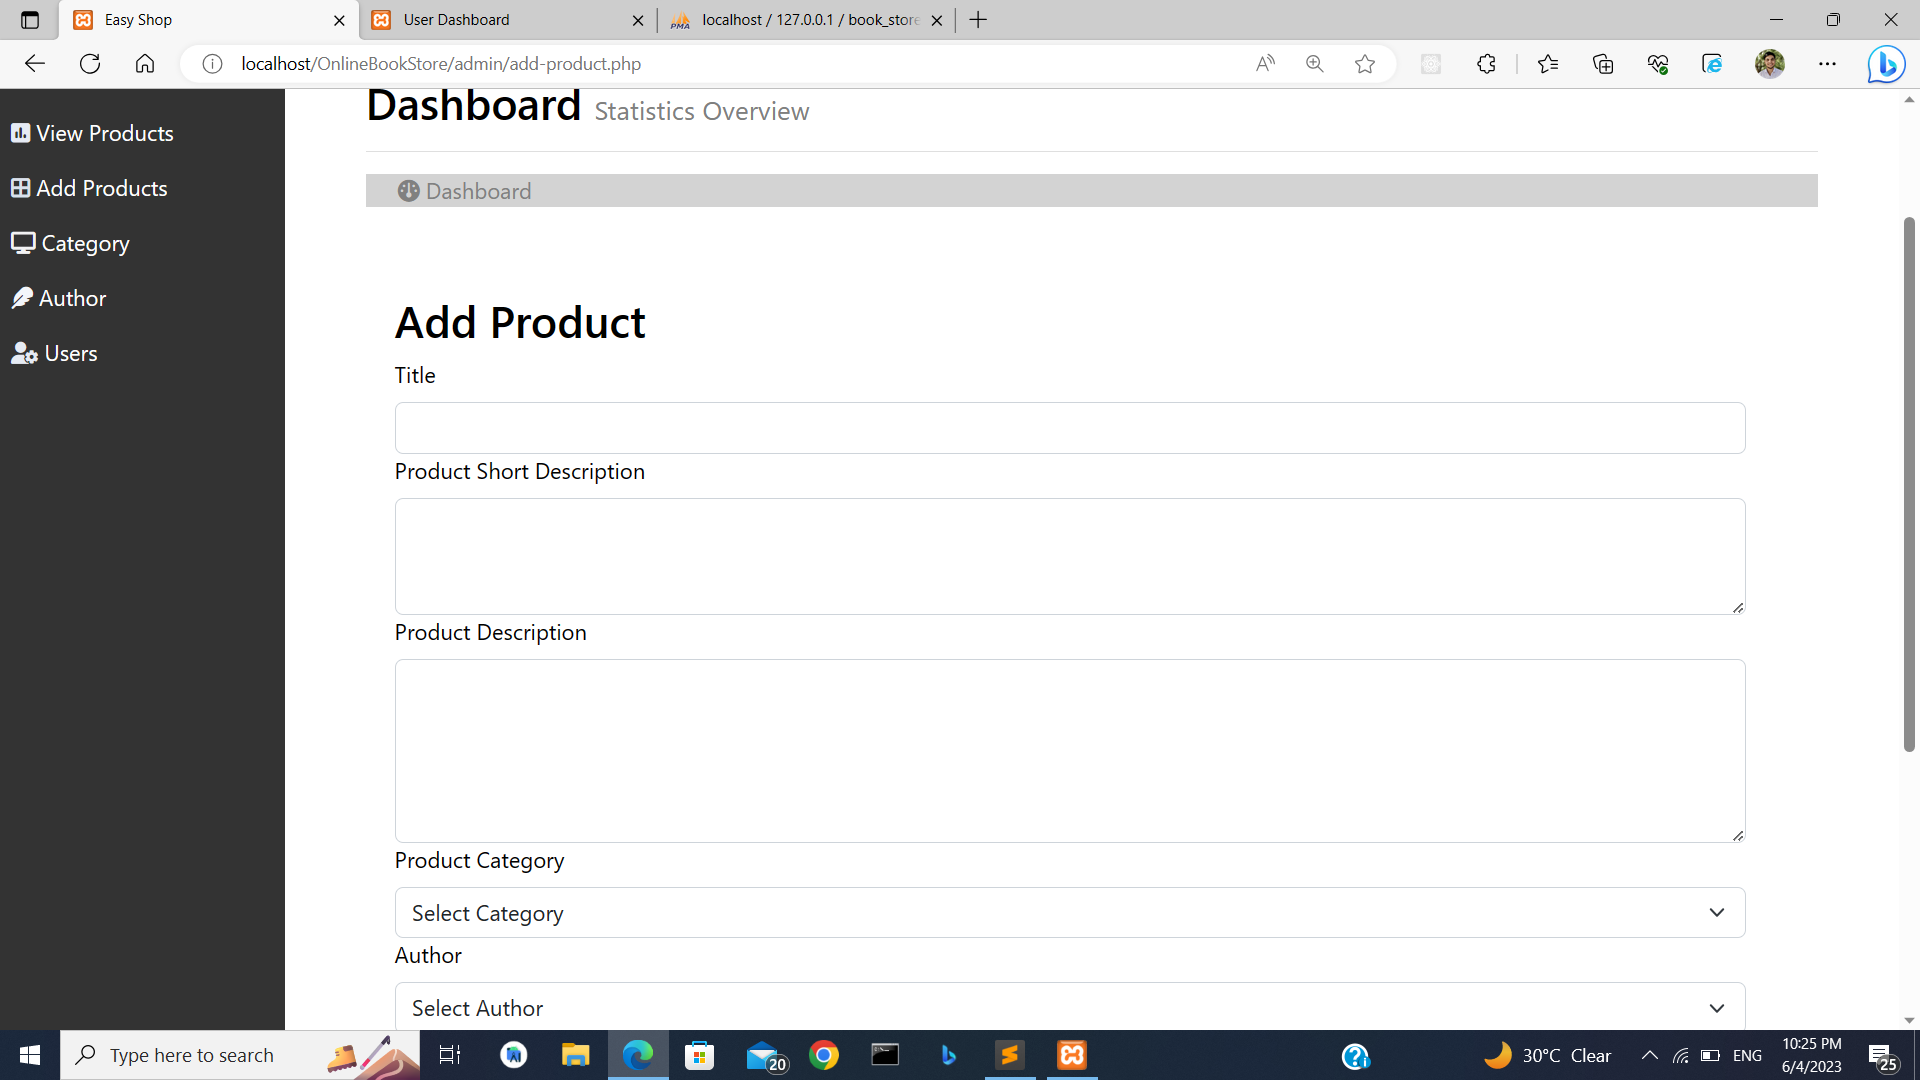 Easy Shop
User Dashboard
PMA
localhost / 127.0.0.1 / book_store
localhost/OnlineBookStore/admin/add-product.php
View Products
Add Products
Category
Author
Users
Dashboard Statistics Overview
Dashboard
Add Product
Title
Product Short Description
Product Description
Product Category
Select Category
Author
Select Author
Type here to search
20
30°C Clear
ENG
10:25 PM
6/4/2023
25